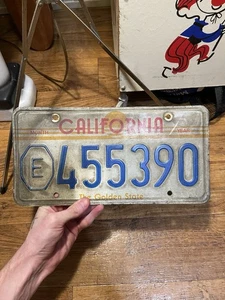 CALIFORNIA
E 455390
The Golden State